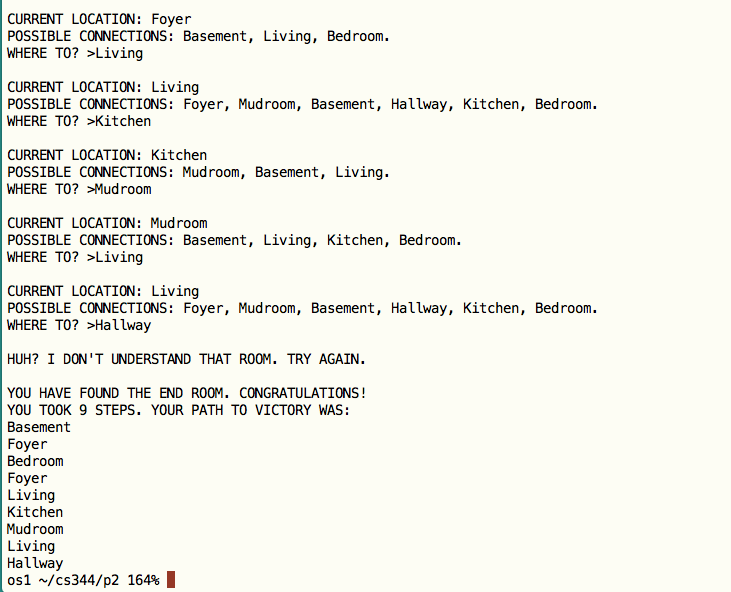 CURRENT LOCATION: Foyer
POSSIBLE CONNECTIONS: Basement, Living, Bedroom.
WHERE TO? >Living
CURRENT LOCATION: Living
POSSIBLE CONNECTIONS: Foyer, Mudroom, Basement, Hallway, Kitchen, Bedroom.
WHERE TO? >Kitchen
CURRENT LOCATION: Kitchen
POSSIBLE CONNECTIONS: Mudroom, Basement, Living.
WHERE TO? >Mudroom
CURRENT LOCATION: Mudroom
POSSIBLE CONNECTIONS: Basement, Living, Kitchen, Bedroom.
WHERE TO? >Living
CURRENT LOCATION: Living
POSSIBLE CONNECTIONS: Foyer, Mudroom, Basement, Hallway, Kitchen, Bedroom.
WHERE TO? >Hallway
HUH? I DON'T UNDERSTAND THAT ROOM. TRY AGAIN.
YOU HAVE FOUND THE END ROOM. CONGRATULATIONS!
YOU TOOK 9 STEPS. YOUR PATH TO VICTORY WAS:
Basement
Foyer
Bedroom
Foyer
Living
Kitchen
Mudroom
Living
Hallway
os1 ~/cs344/p2 164%